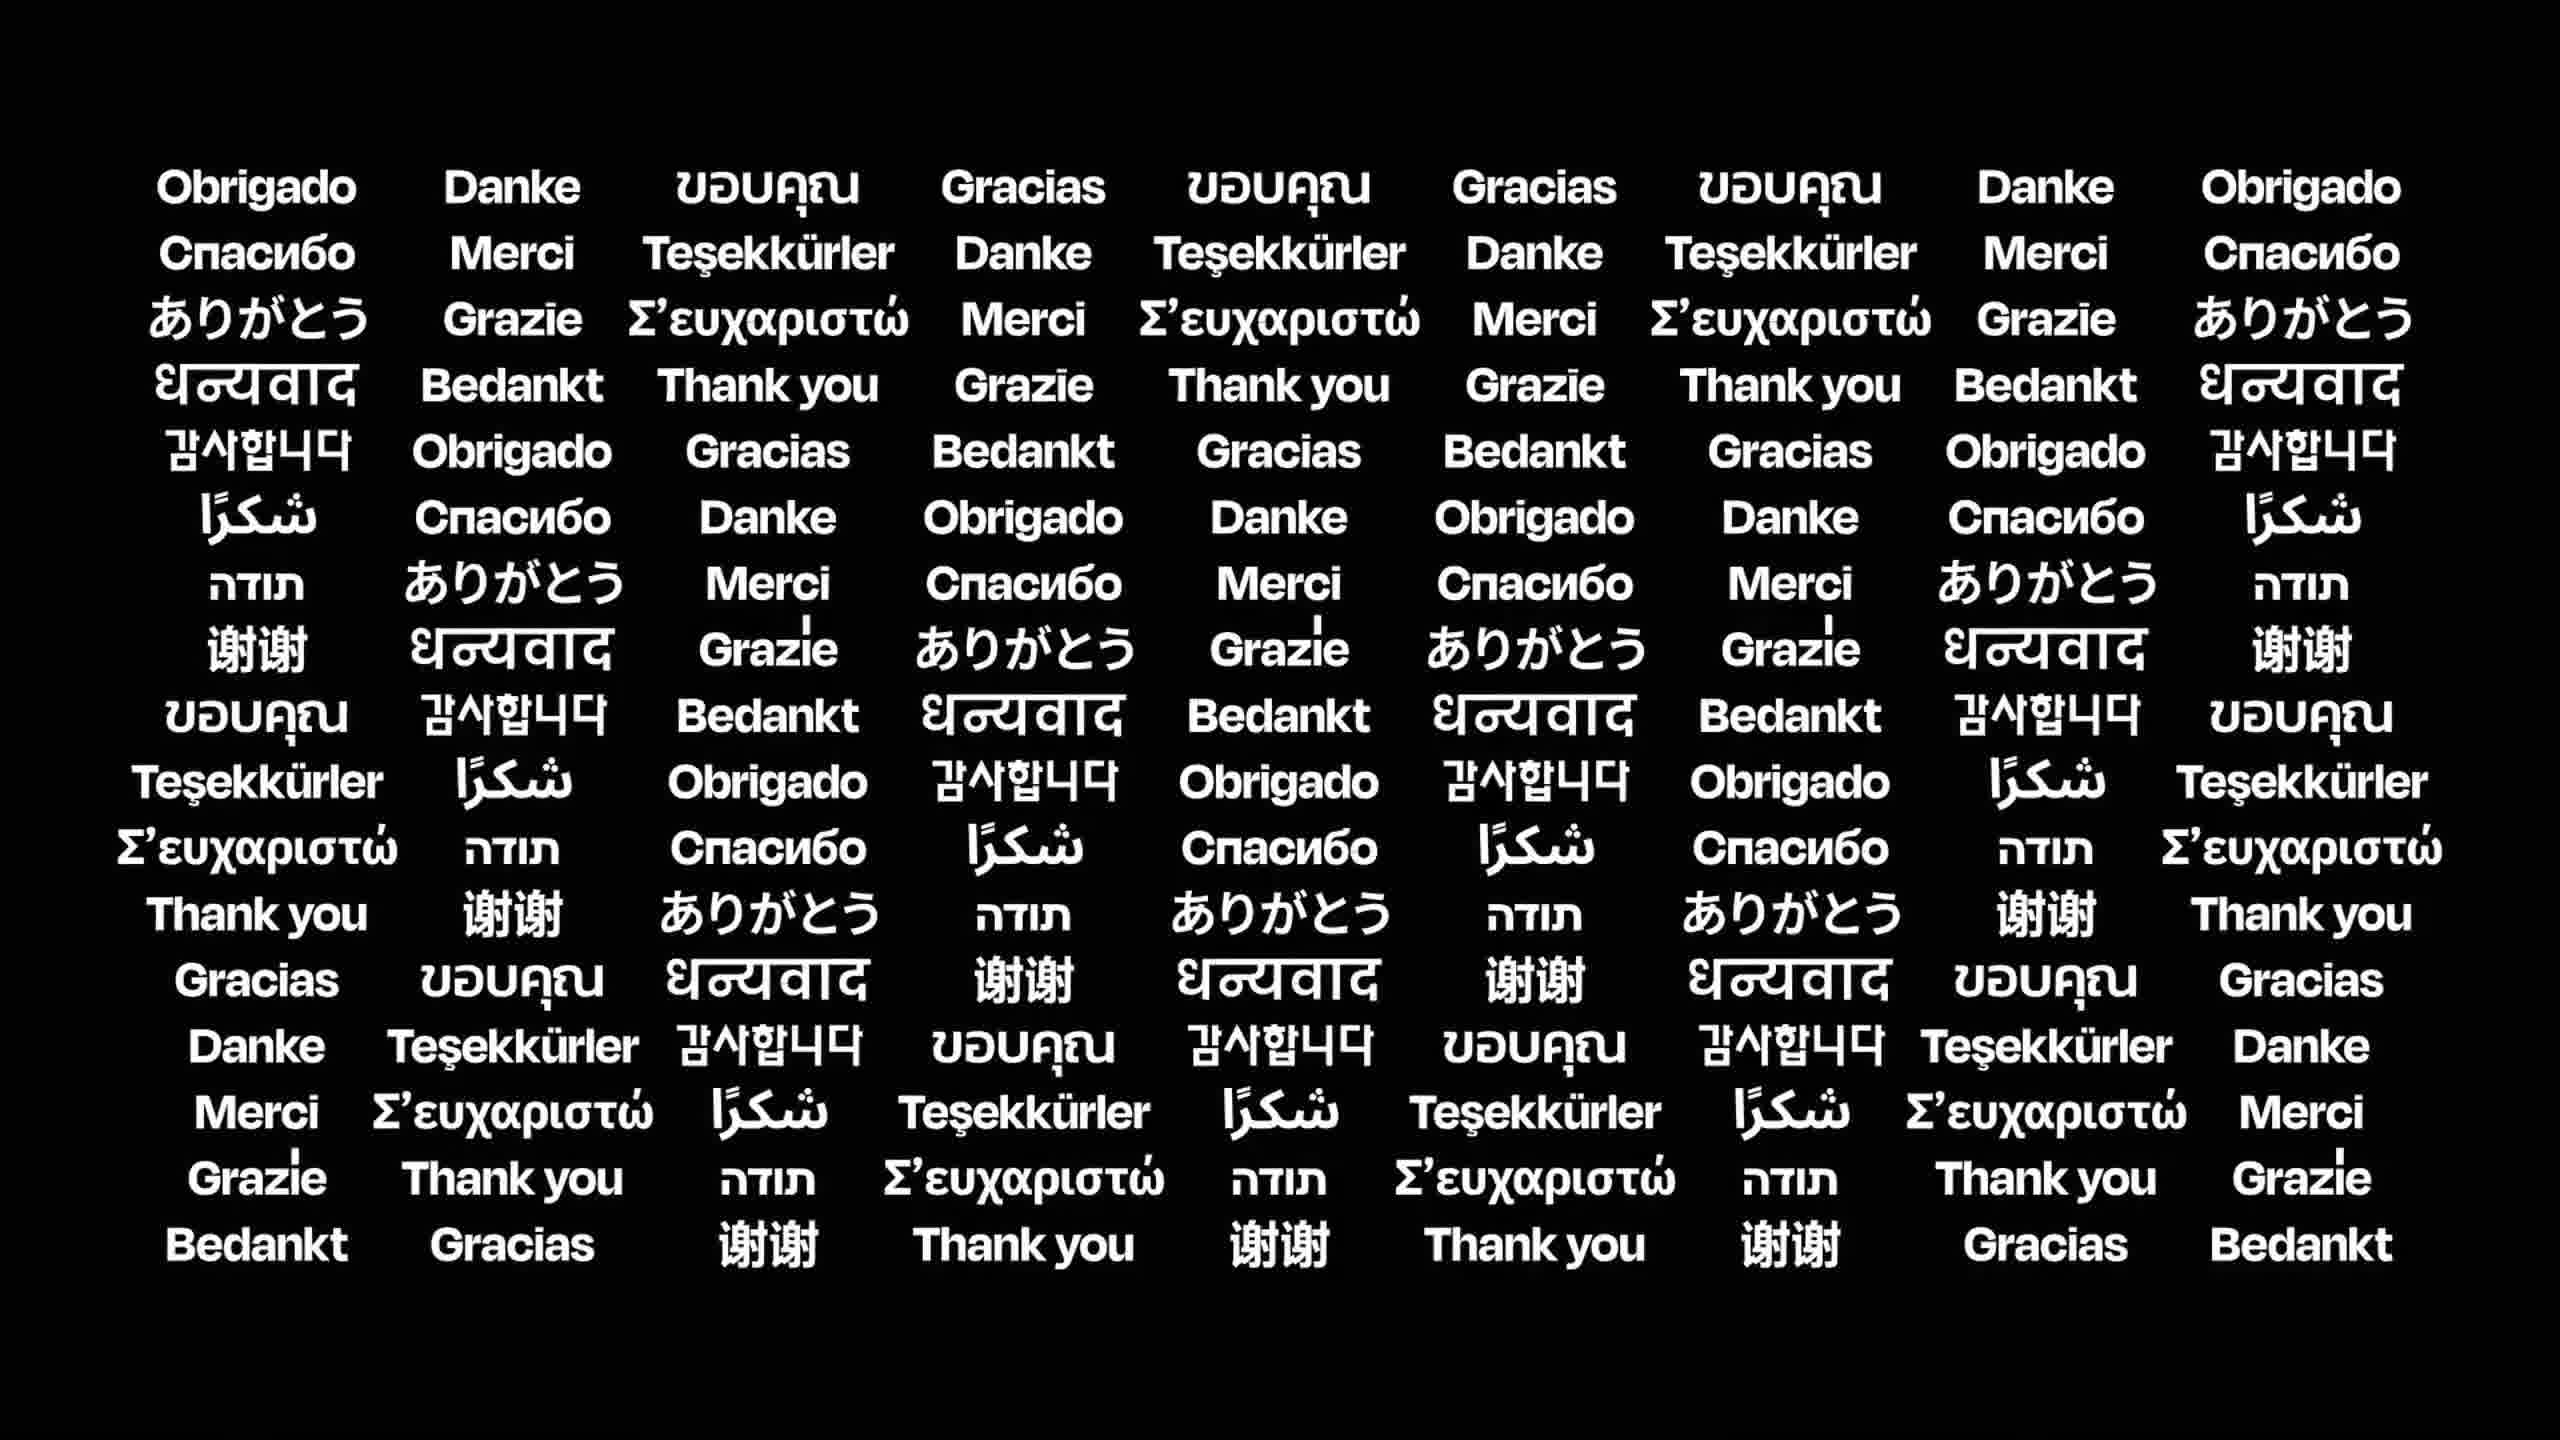 Obrigado Danke ขอบคุณ Gracias ขอบคุณ Gracias ขอบคุณ Danke Obrigado
Спасибо Merci Teşekkürler Danke Teşekkürler Danke Teşekkürler Merci Спасибо
ありがとう Grazie Σ’ευχαριστώ Merci Σ’ευχαριστώ Merci Σ’ευχαριστώ Grazie ありがとう
धन्यवाद Bedankt Thank you Grazie Thank you Grazie Thank you Bedankt धन्यवाद
감사합니다 Obrigado Gracias Bedankt Gracias Bedankt Gracias Obrigado 감사합니다
شكرًا Спасибо Danke Obrigado Danke Obrigado Danke Спасибо شكرًا
תודה ありがとう Merci Спасибо Merci Спасибо Merci ありがとう תודה
谢谢 धन्यवाद Grazie ありがとう Grazie ありがとう Grazie धन्यवाद 谢谢
ขอบคุณ 감사합니다 Bedankt धन्यवाद Bedankt धन्यवाद Bedankt 감사합니다 ขอบคุณ
Teşekkürler شكرًا Obrigado 감사합니다 Obrigado 감사합니다 Obrigado شكرًا Teşekkürler
Σ’ευχαριστώ תודה Спасибо شكرًا Спасибо شكرًا Спасибо תודה Σ’ευχαριστώ
Thank you 谢谢 ありがとう תודה ありがとう תודה ありがとう 谢谢 Thank you
Gracias ขอบคุณ धन्यवाद 谢谢 धन्यवाद 谢谢 धन्यवाद ขอบคุณ Gracias
Danke Teşekkürler 감사합니다 ขอบคุณ 감사합니다 ขอบคุณ 감사합니다 Teşekkürler Danke
Merci Σ’ευχαριστώ شكرًا Teşekkürler شكرًا Teşekkürler شكرًا Σ’ευχαριστώ Merci
Grazie Thank you תודה Σ’ευχαριστώ תודה Σ’ευχαριστώ תודה Thank you Grazie
Bedankt Gracias 谢谢 Thank you 谢谢 Thank you 谢谢 Gracias Bedankt